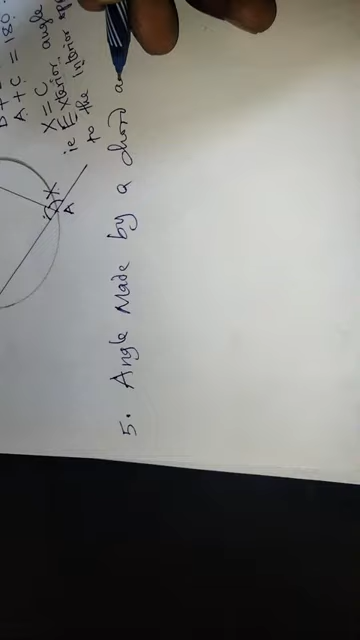 A + C = 180
X = C
ie Exterior angle
to the interior
X
A
5. Angle Made by a chord